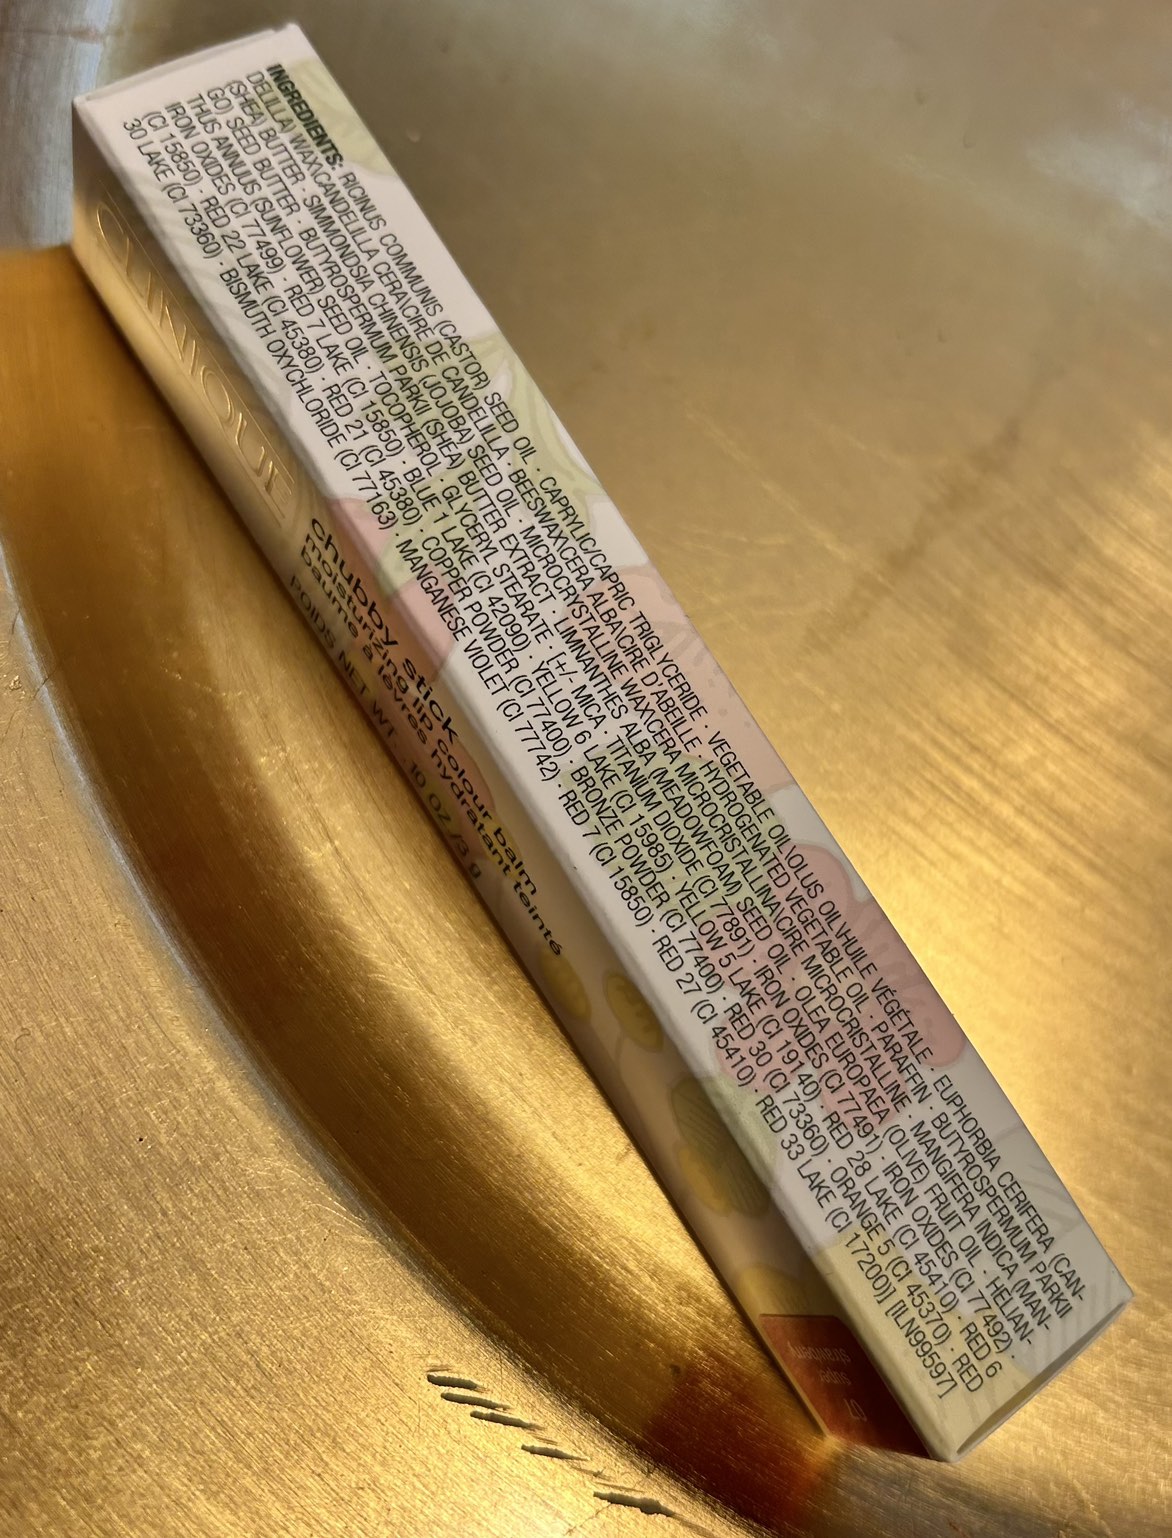 INGREDIENTS: RICINUS COMMUNIS (CASTOR) SEED OIL · CAPRYLIC/CAPRIC TRIGLYCERIDE · VEGETABLE OIL\OLUS OIL\HUILE VÉGÉTALE · EUPHORBIA CERIFERA (CAN-
DELILLA) WAX\CANDELILLA CERA\CIRE DE CANDELILLA · BEESWAX\CERA ALBA\CIRE D'ABEILLE · HYDROGENATED VEGETABLE OIL · PARAFFIN · BUTYROSPERMUM PARKII
(SHEA) BUTTER · SIMMONDSIA CHINENSIS (JOJOBA) SEED OIL · MICROCRYSTALLINE WAX\CERA MICROCRISTALLINA\CIRE MICROCRISTALLINE · MANGIFERA INDICA (MAN-
GO) SEED BUTTER · BUTYROSPERMUM PARKII (SHEA) BUTTER EXTRACT · LIMNANTHES ALBA (MEADOWFOAM) SEED OIL · OLEA EUROPAEA (OLIVE) FRUIT OIL · HELIAN-
THUS ANNUUS (SUNFLOWER) SEED OIL · TOCOPHEROL · GLYCERYL STEARATE · [+/- MICA · TITANIUM DIOXIDE (CI 77891) · IRON OXIDES (CI 77491) · IRON OXIDES (CI 77492) ·
IRON OXIDES (CI 77499) · RED 7 LAKE (CI 15850) · BLUE 1 LAKE (CI 42090) · YELLOW 6 LAKE (CI 15985) · YELLOW 5 LAKE (CI 19140) · RED 28 LAKE (CI 45410) · RED 6
(CI 15850) · RED 22 LAKE (CI 45380) · RED 21 (CI 45380) · COPPER POWDER (CI 77400) · BRONZE POWDER (CI 77400) · RED 30 (CI 73360) · ORANGE 5 (CI 45370) · RED
30 LAKE (CI 73360) · BISMUTH OXYCHLORIDE (CI 77163) · MANGANESE VIOLET (CI 77742) · RED 7 (CI 15850) · RED 27 (CI 45410) · RED 33 LAKE (CI 17200)] [ILN99597]
CLINIQUE
chubby stick
moisturizing lip colour balm
baume à lèvres hydratant teinté
POIDS NET WT. .10 OZ/3 g
07
super
strawberry